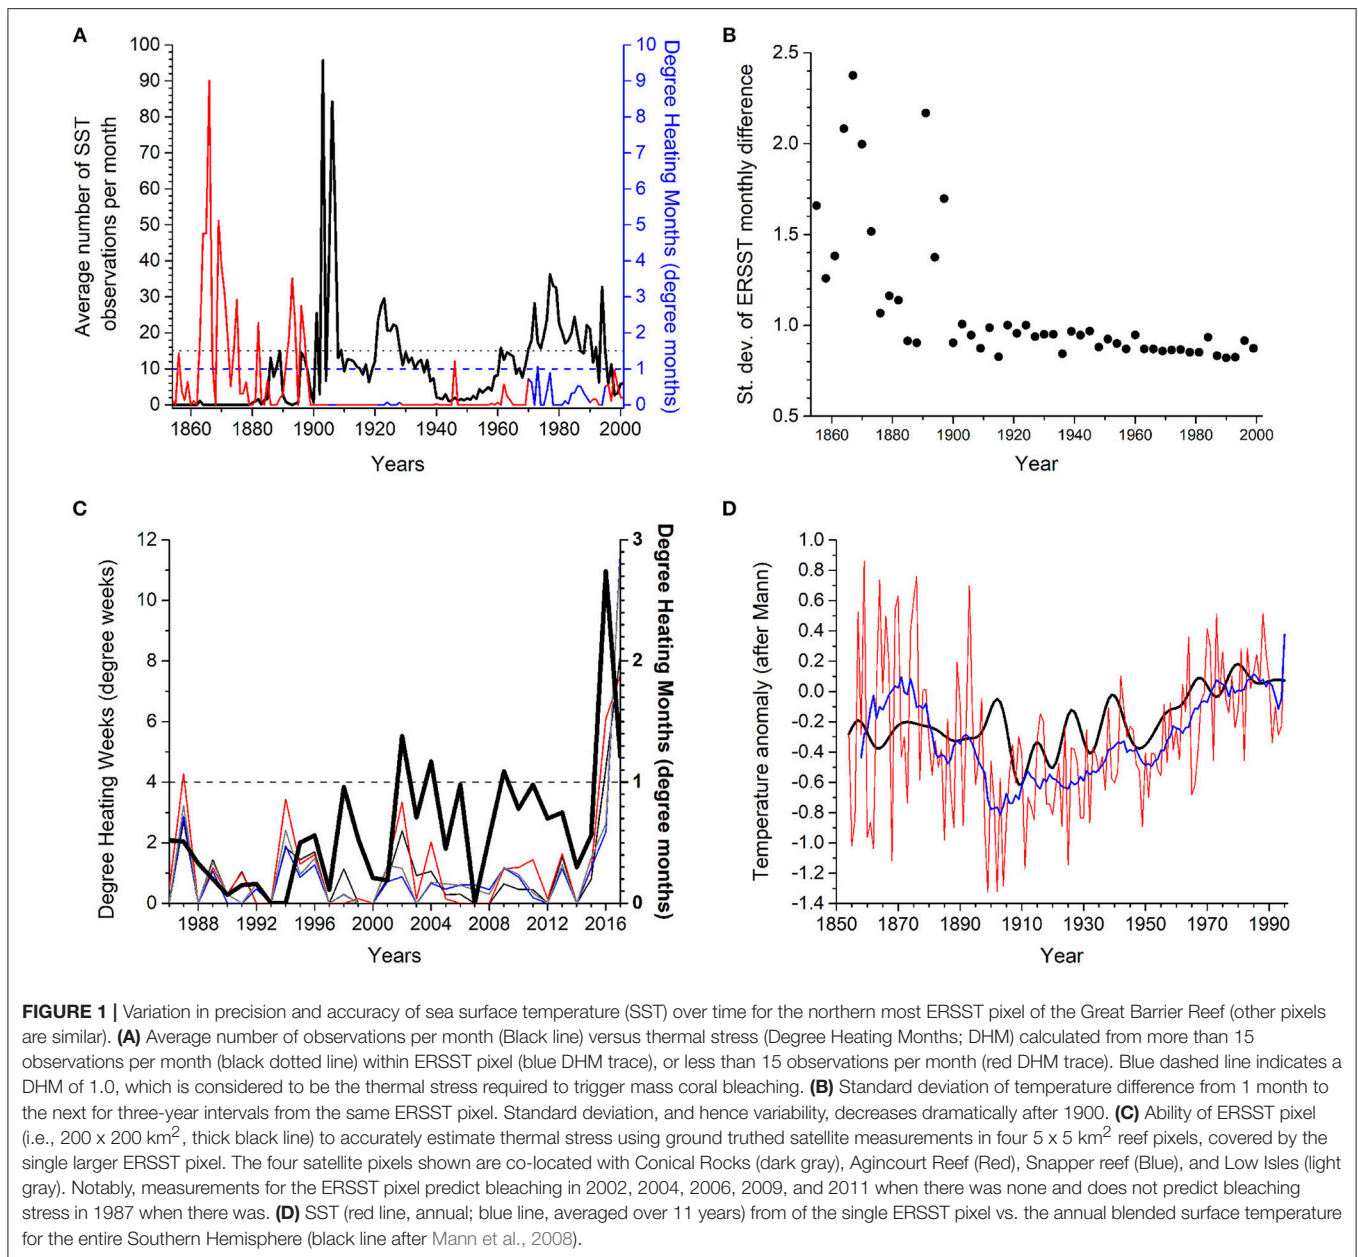 A
100
90
80
70
60
50
40
30
20
10
0
Average number of SST
observations per month
10
9
8
7
6
5
4
3
2
1
0
Degree Heating Months (degree months)
1860 1880 1900 1920 1940 1960 1980 2000
Years
B
2.5
2.0
1.5
1.0
0.5
St. dev. of ERSST monthly difference
1860 1880 1900 1920 1940 1960 1980 2000
Year
C
12
10
8
6
4
2
0
Degree Heating Weeks (degree weeks)
3
2
1
0
Degree Heating Months (degree months)
1988 1992 1996 2000 2004 2008 2012 2016
Years
D
1.0
0.8
0.6
0.4
0.2
0.0
-0.2
-0.4
-0.6
-0.8
-1.0
-1.2
-1.4
Temperature anomaly (after Mann)
1850 1870 1890 1910 1930 1950 1970 1990
Year
FIGURE 1 | Variation in precision and accuracy of sea surface temperature (SST) over time for the northern most ERSST pixel of the Great Barrier Reef (other pixels
are similar). (A) Average number of observations per month (Black line) versus thermal stress (Degree Heating Months; DHM) calculated from more than 15
observations per month (black dotted line) within ERSST pixel (blue DHM trace), or less than 15 observations per month (red DHM trace). Blue dashed line indicates a
DHM of 1.0, which is considered to be the thermal stress required to trigger mass coral bleaching. (B) Standard deviation of temperature difference from 1 month to
the next for three-year intervals from the same ERSST pixel. Standard deviation, and hence variability, decreases dramatically after 1900. (C) Ability of ERSST pixel
(i.e., 200 x 200 km², thick black line) to accurately estimate thermal stress using ground truthed satellite measurements in four 5 x 5 km² reef pixels, covered by the
single larger ERSST pixel. The four satellite pixels shown are co-located with Conical Rocks (dark gray), Agincourt Reef (Red), Snapper reef (Blue), and Low Isles (light
gray). Notably, measurements for the ERSST pixel predict bleaching in 2002, 2004, 2006, 2009, and 2011 when there was none and does not predict bleaching
stress in 1987 when there was. (D) SST (red line, annual; blue line, averaged over 11 years) from of the single ERSST pixel vs. the annual blended surface temperature
for the entire Southern Hemisphere (black line after Mann et al., 2008).